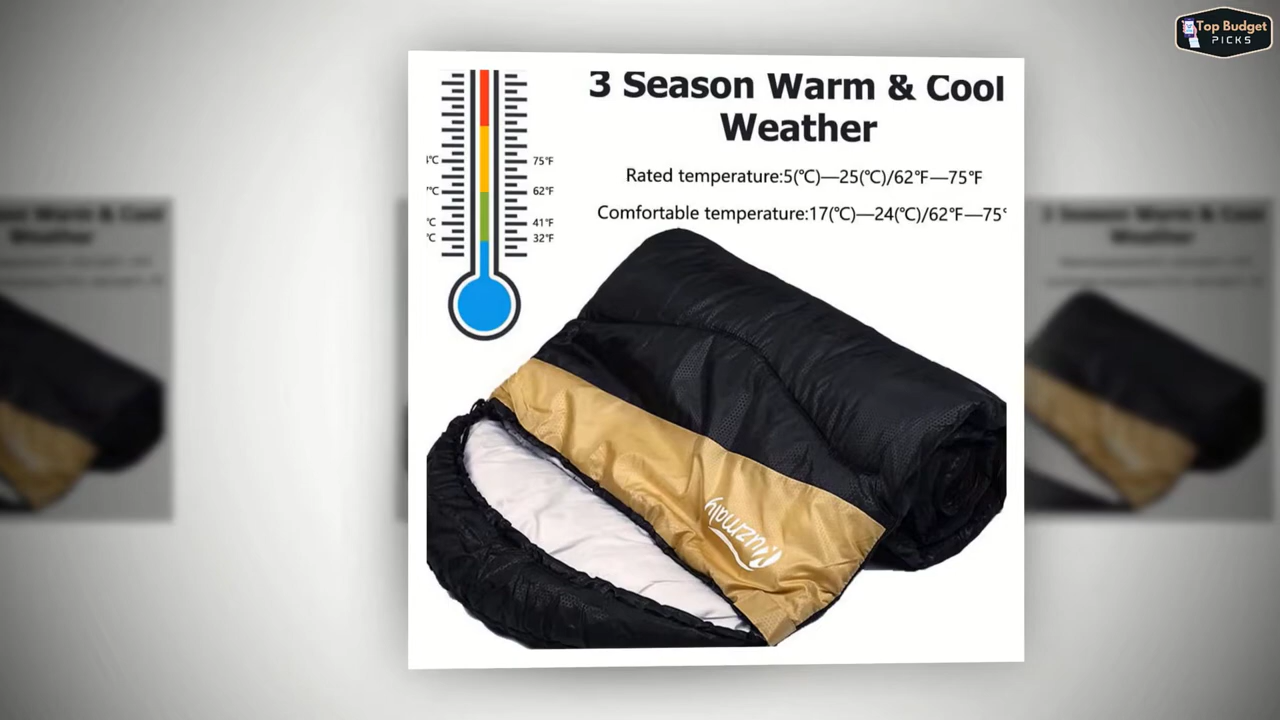 Top Budget
PICKS
3 Season Warm & Cool
Weather
Rated temperature:5(℃)—25(℃)/62℉—75℉
Comfortable temperature:17(℃)—24(℃)/62℉—75°
℃ 75℉
℃ 62℉
℃ 41℉
℃ 32℉